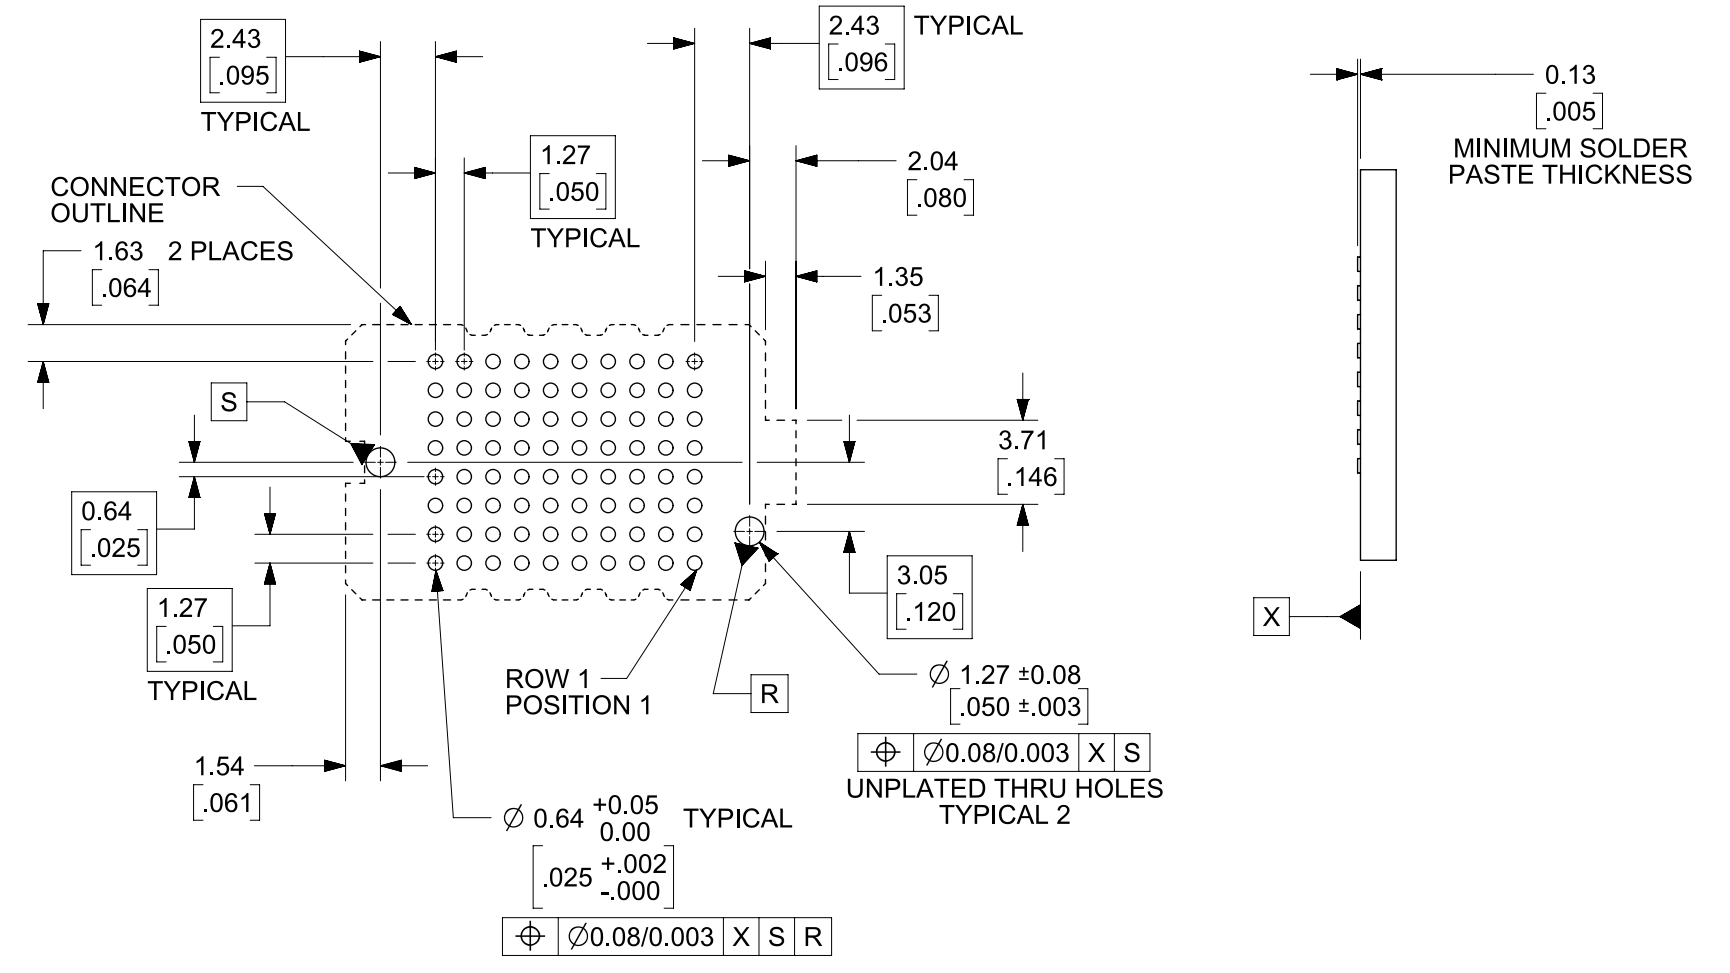 2.43
[.095]
TYPICAL
2.43 TYPICAL
[.096]
1.27
[.050]
TYPICAL
2.04
[.080]
CONNECTOR
OUTLINE
1.63 2 PLACES
[.064]
1.35
[.053]
S
3.71
[.146]
0.64
[.025]
3.05
[.120]
1.27
[.050]
TYPICAL
ROW 1
POSITION 1
R
∅ 1.27 ±0.08
[.050 ±.003]
⌖ ∅0.08/0.003 X S
UNPLATED THRU HOLES
TYPICAL 2
1.54
[.061]
∅ 0.64 +0.05 TYPICAL
0.00
[.025 +.002
-.000]
⌖ ∅0.08/0.003 X S R
0.13
[.005]
MINIMUM SOLDER
PASTE THICKNESS
X